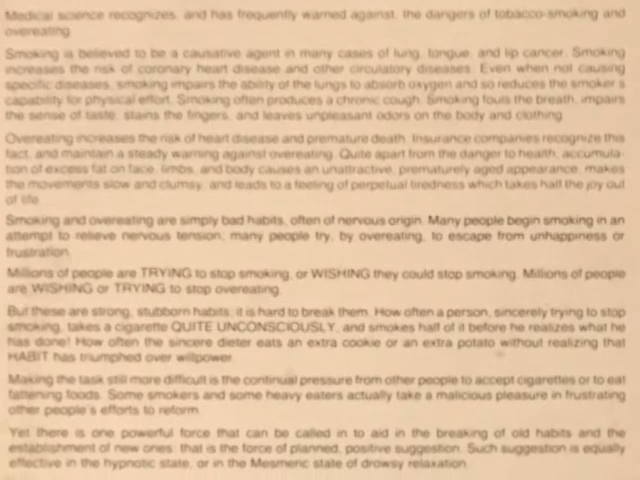 Medical science recognizes, and has frequently warned against, the dangers of tobacco-smoking and
overeating.
Smoking is believed to be a causative agent in many cases of lung, tongue, and lip cancer. Smoking
increases the risk of coronary heart disease and other circulatory diseases. Even when not causing
specific diseases, smoking impairs the ability of the lungs to absorb oxygen and so reduces the smoker's
capability for physical effort. Smoking often produces a chronic cough. Smoking fouls the breath, impairs
the sense of taste, stains the fingers, and leaves unpleasant odors on the body and clothing.
Overeating increases the risk of heart disease and premature death. Insurance companies recognize this
fact, and maintain a steady warning against overeating. Quite apart from the danger to health, accumula-
tion of excess fat on face, limbs, and body causes an unattractive, prematurely aged appearance, makes
the movements slow and clumsy, and leads to a feeling of perpetual tiredness which takes half the joy out
of life.
Smoking and overeating are simply bad habits, often of nervous origin. Many people begin smoking in an
attempt to relieve nervous tension; many people try, by overeating, to escape from unhappiness or
frustration.
Millions of people are TRYING to stop smoking, or WISHING they could stop smoking. Millions of people
are WISHING or TRYING to stop overeating.
But these are strong, stubborn habits; it is hard to break them. How often a person, sincerely trying to stop
smoking, takes a cigarette QUITE UNCONSCIOUSLY, and smokes half of it before he realizes what he
has done! How often the sincere dieter eats an extra cookie or an extra potato without realizing that
HABIT has triumphed over willpower.
Making the task still more difficult is the continual pressure from other people to accept cigarettes or to eat
fattening foods. Some smokers and some heavy eaters actually take a malicious pleasure in frustrating
other people's efforts to reform.
Yet there is one powerful force that can be called in to aid in the breaking of old habits and the
establishment of new ones: that is the force of planned, positive suggestion. Such suggestion is equally
effective in the hypnotic state, or in the Mesmeric state of drowsy relaxation.